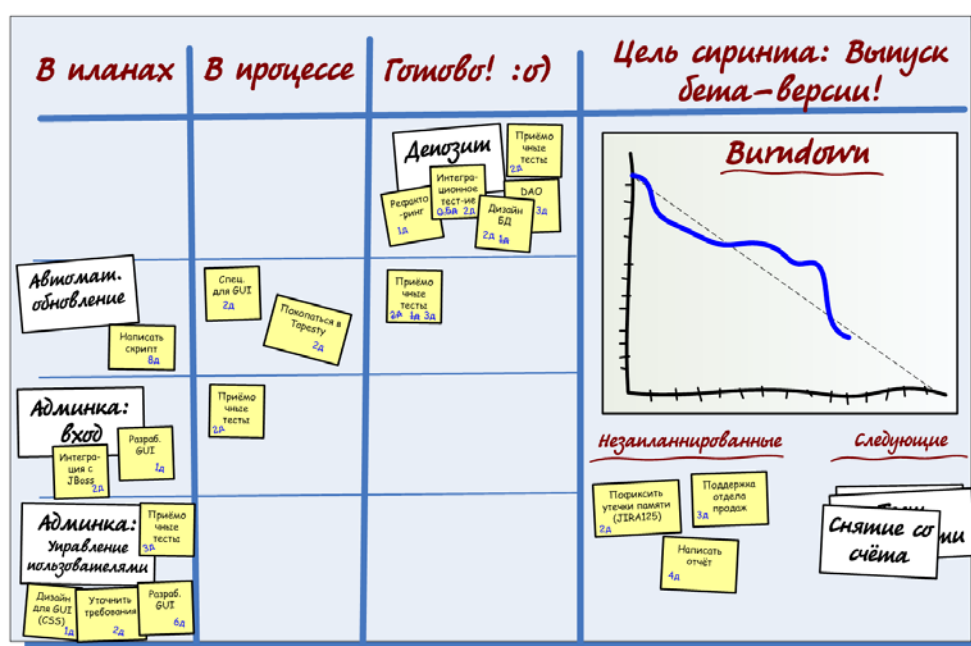 В планах
В процессе
Готово! :о)
Цель спринта: Выпуск
бета-версии!
Депозит
Приёмо
чные
тесты
2д
Интегра-
ционное
тест-ие
0.5д 2д
DAO
3д
Рефакто
-ринг
1д
Дизайн
БД
2д 1д
Burndown
Автомат.
обновление
Написать
скрипт
8д
Спец.
для GUI
2д
Покопаться в
Tapesty
2д
Приёмо
чные
тесты
2д 1д 3д
Админка:
вход
Интегра-
ция с
JBoss
2д
Разраб.
GUI
1д
Приёмо
чные
тесты
2д
Админка:
Управление
пользователями
Приёмо
чные
тесты
3д
Дизайн
для GUI
(CSS)
1д
Уточнить
требования
2д
Разраб.
GUI
6д
Незапланнированные
Следующие
Пофиксить
утечки памяти
(JIRA125)
2д
Поддержка
отдела
продаж
3д
Написать
отчёт
4д
Снятие со
счёта